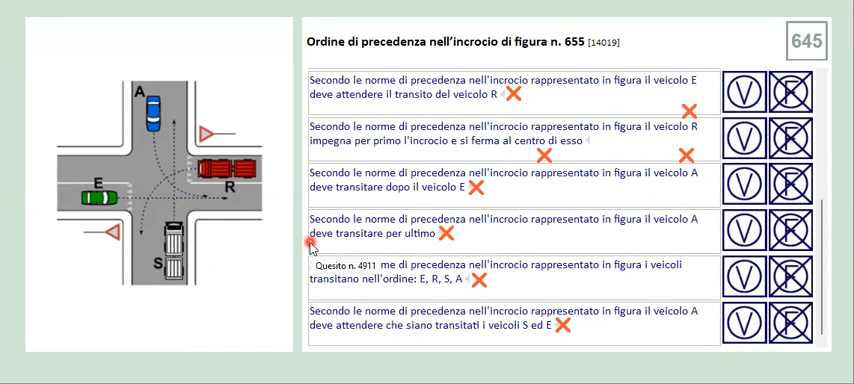 Ordine di precedenza nell'incrocio di figura n. 655 [14019]
645
A
E
R
S
Secondo le norme di precedenza nell'incrocio rappresentato in figura il veicolo E
deve attendere il transito del veicolo R
V F
Secondo le norme di precedenza nell'incrocio rappresentato in figura il veicolo R
impegna per primo l'incrocio e si ferma al centro di esso
V F
Secondo le norme di precedenza nell'incrocio rappresentato in figura il veicolo A
deve transitare dopo il veicolo E
V F
Secondo le norme di precedenza nell'incrocio rappresentato in figura il veicolo A
deve transitare per ultimo
V F
Quesito n. 4911 me di precedenza nell'incrocio rappresentato in figura i veicoli
transitano nell'ordine: E, R, S, A
V F
Secondo le norme di precedenza nell'incrocio rappresentato in figura il veicolo A
deve attendere che siano transitati i veicoli S ed E
V F